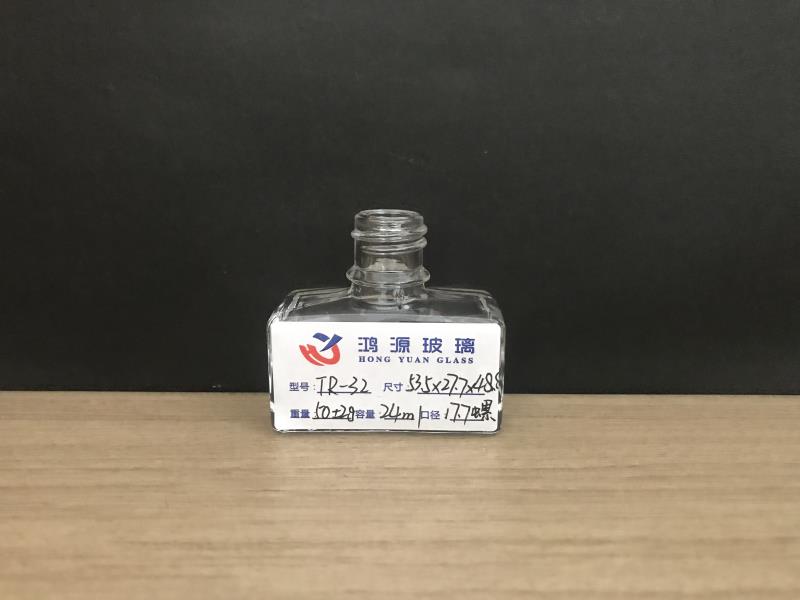 鸿源玻璃
HONG YUAN GLASS
型号: TR-32 尺寸 53.5x27.7x48.8
重量 50±2g 容量: 24ml 口径: 17.7螺